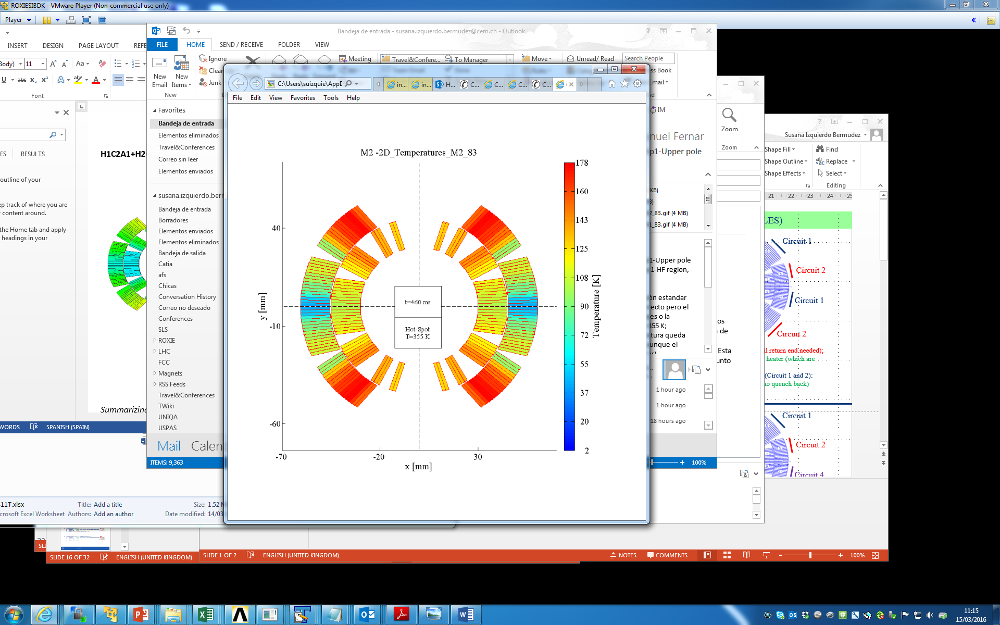 ROXIESIBDK - VMware Player (Non-commercial use only)
Player
INSERT DESIGN PAGE LAYOUT
11
Aa
Font
RESULTS
outline of your
ep track of where you are
content around.
the Home tab and apply
headings in your
H1C2A1+H2
Summarizing
WORDS SPANISH (SPAIN)
11T.xlsx
Title: Add a title
Size: 1.52
Microsoft Excel Worksheet Authors: Add an author
Date modified: 14/03
Bandeja de entrada - susana.izquierdo.bermudez@cern.ch - Outlook
FILE HOME SEND / RECEIVE FOLDER VIEW
New Email
New Items
New
Ignore
Clean
Junk
Meeting
Travel&Confere...
To Manager
Move
Unread/ Read
Search People
Favorites
Bandeja de entrada
Elementos eliminados
Travel&Conferences
Correo sin leer
Elementos enviados
susana.izquierdo.berr
Bandeja de entrada
Borradores
Elementos enviados
Elementos eliminados
Bandeja de salida
Catia
afs
Chicas
Conversation History
Correo no deseado
Conferences
SLS
ROXIE
LHC
FCC
Magnets
RSS Feeds
Travel&Conferences
TWiki
UNIQA
USPAS
Mail Calen
ITEMS: 9,363
100%
C:\Users\suizquie\AppD
in... in... H... C... C... C... C...
File Edit View Favorites Tools Help
M2 -2D_Temperatures_M2_83
40
-10
-60
y [mm]
-70 -20 30
x [mm]
t=460 ms
Hot-Spot
T=355 K
178
160
143
125
108
90
72
55
37
20
2
Temperature [K]
IM
nuel Fernar
p1-Upper pole
KB)
2_83.gif (4 MB)
1_83.gif (4 MB)
1-Upper pole
1-HF region,
ón estandar
recto pero el
es o la
355 K;
tura queda
unque el
1 hour ago
1 hour ago
18 hours ago
Zoom
Zoom
os
de
Esta
unto
Susana Izquierdo Bermudez
Shape Fill
Shape Outline
Shape Effects
Find
Replace
Select
Editing
21 22 23 24 25
LES)
Circuit 1
Circuit 2
Circuit 1
Circuit 2
il return end needed);
heater (which are
(Circuit 1 and 2):
no quench back)
Circuit 1
Circuit 2
Circuit 4
SLIDE 16 OF 32 ENGLISH (UNITED KINGDOM)
SLIDE 1 OF 2 ENGLISH (UNITED KINGDOM)
NOTES COMMENTS 100%
11:15
15/03/2016